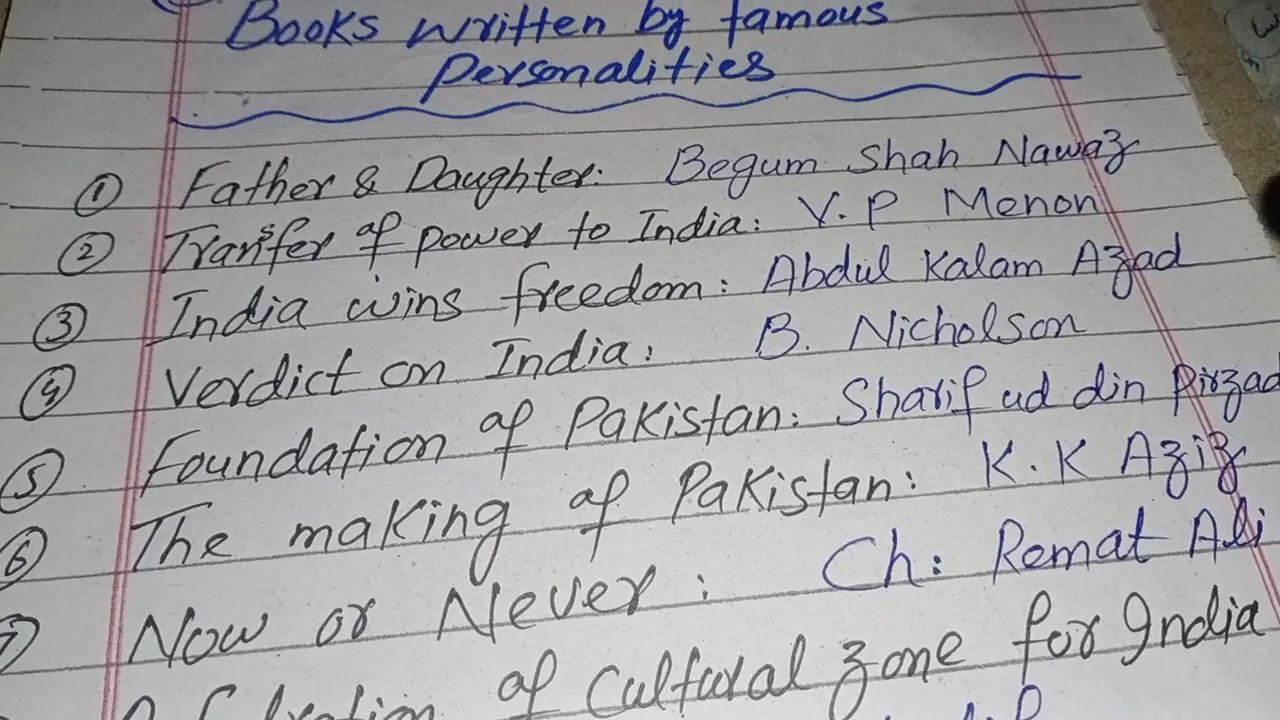 Books written by famous
Personalities
① Father & Daughter: Begum Shah Nawaz
② Transfer of power to India: V.P Menon
③ India wins freedom: Abdul Kalam Azad
④ Verdict on India: B. Nicholson
⑤ Foundation of Pakistan: Sharif ud din Pirzad
⑥ The making of Pakistan: K.K Aziz
⑦ Now or Never: Ch: Remat Ali
of Cultural zone for India